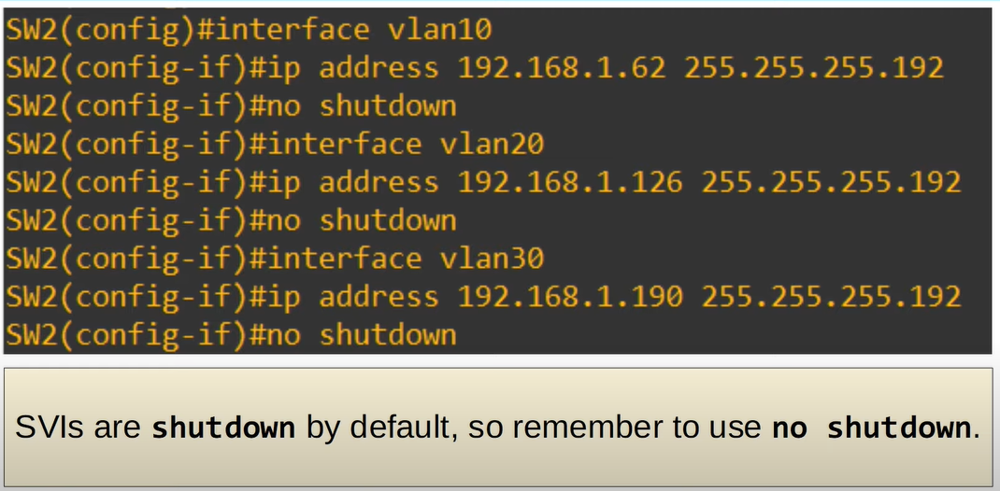 SW2(config)#interface vlan10
SW2(config-if)#ip address 192.168.1.62 255.255.255.192
SW2(config-if)#no shutdown
SW2(config-if)#interface vlan20
SW2(config-if)#ip address 192.168.1.126 255.255.255.192
SW2(config-if)#no shutdown
SW2(config-if)#interface vlan30
SW2(config-if)#ip address 192.168.1.190 255.255.255.192
SW2(config-if)#no shutdown
SVIs are shutdown by default, so remember to use no shutdown.